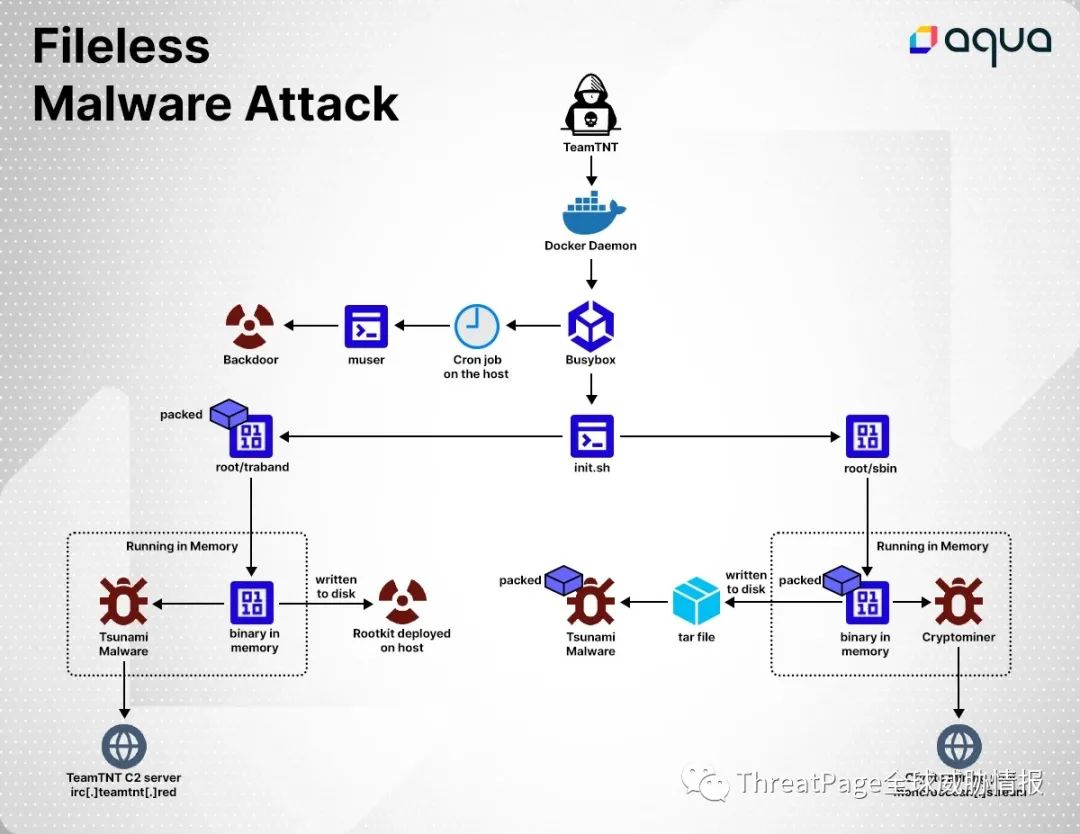 Fileless
Malware Attack
aqua
TeamTNT
Docker Daemon
Backdoor
muser
Cron job
on the host
Busybox
packed
root/traband
init.sh
root/sbin
Running in Memory
Running in Memory
Tsunami
Malware
binary in
memory
written
to disk
Rootkit deployed
on host
packed
Tsunami
Malware
tar file
written
to disk
packed
binary in
memory
Cryptominer
TeamTNT C2 server
irc[.]teamtnt[.]red
ThreatPage全球威胁情报